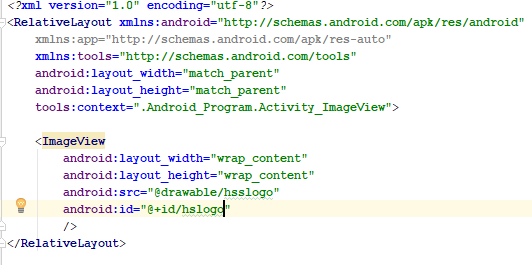 <?xml version="1.0" encoding="utf-8"?>
<RelativeLayout xmlns:android="http://schemas.android.com/apk/res/android"
xmlns:app="http://schemas.android.com/apk/res-auto"
xmlns:tools="http://schemas.android.com/tools"
android:layout_width="match_parent"
android:layout_height="match_parent"
tools:context=".Android_Program.Activity_ImageView">
<ImageView
android:layout_width="wrap_content"
android:layout_height="wrap_content"
android:src="@drawable/hsslogo"
android:id="@+id/hslogo"
/>
</RelativeLayout>